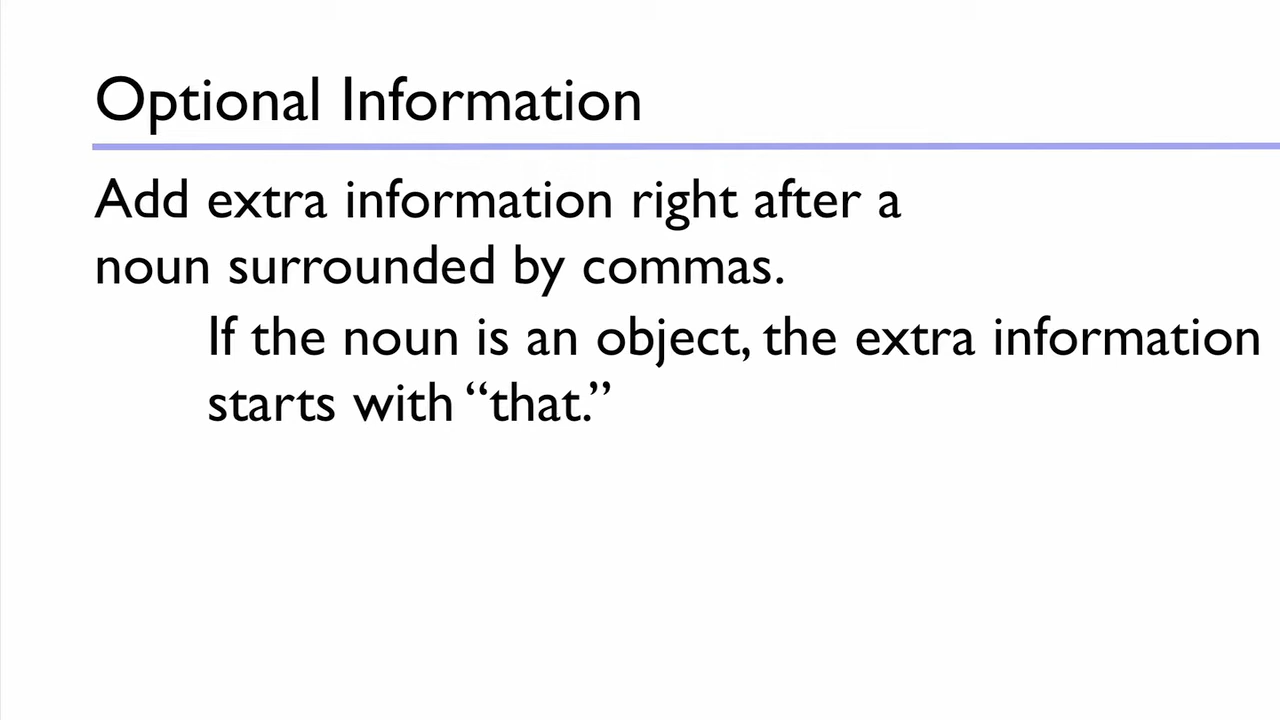 Optional Information
Add extra information right after a
noun surrounded by commas.
If the noun is an object, the extra information
starts with “that.”